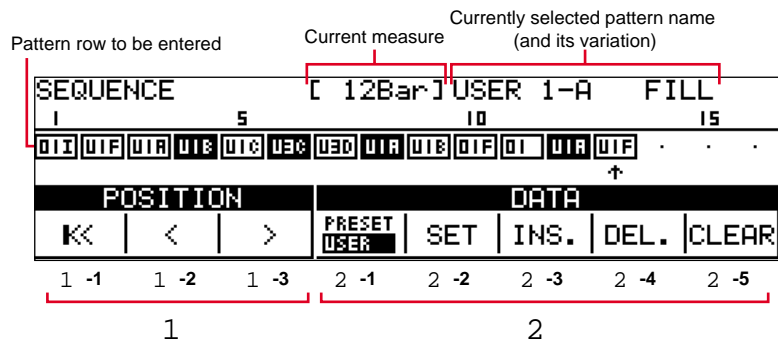 Currently selected pattern name
(and its variation)
Current measure
Pattern row to be entered
SEQUENCE [ 12Bar] USER 1-A FILL
1 5 10 15
01I U1F U1A U1B U1C U3C U3D U1A U1B 01F 01 U1A U1F · · ·
POSITION DATA
K< < > PRESET USER SET INS. DEL. CLEAR
1 -1 1 -2 1 -3 2 -1 2 -2 2 -3 2 -4 2 -5
1 2